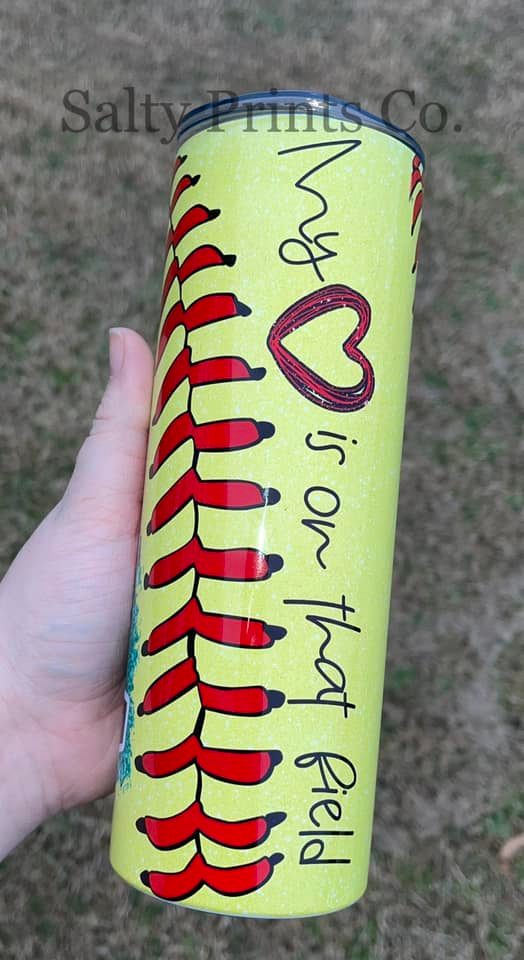 Salty Prints Co.
My
is on that field